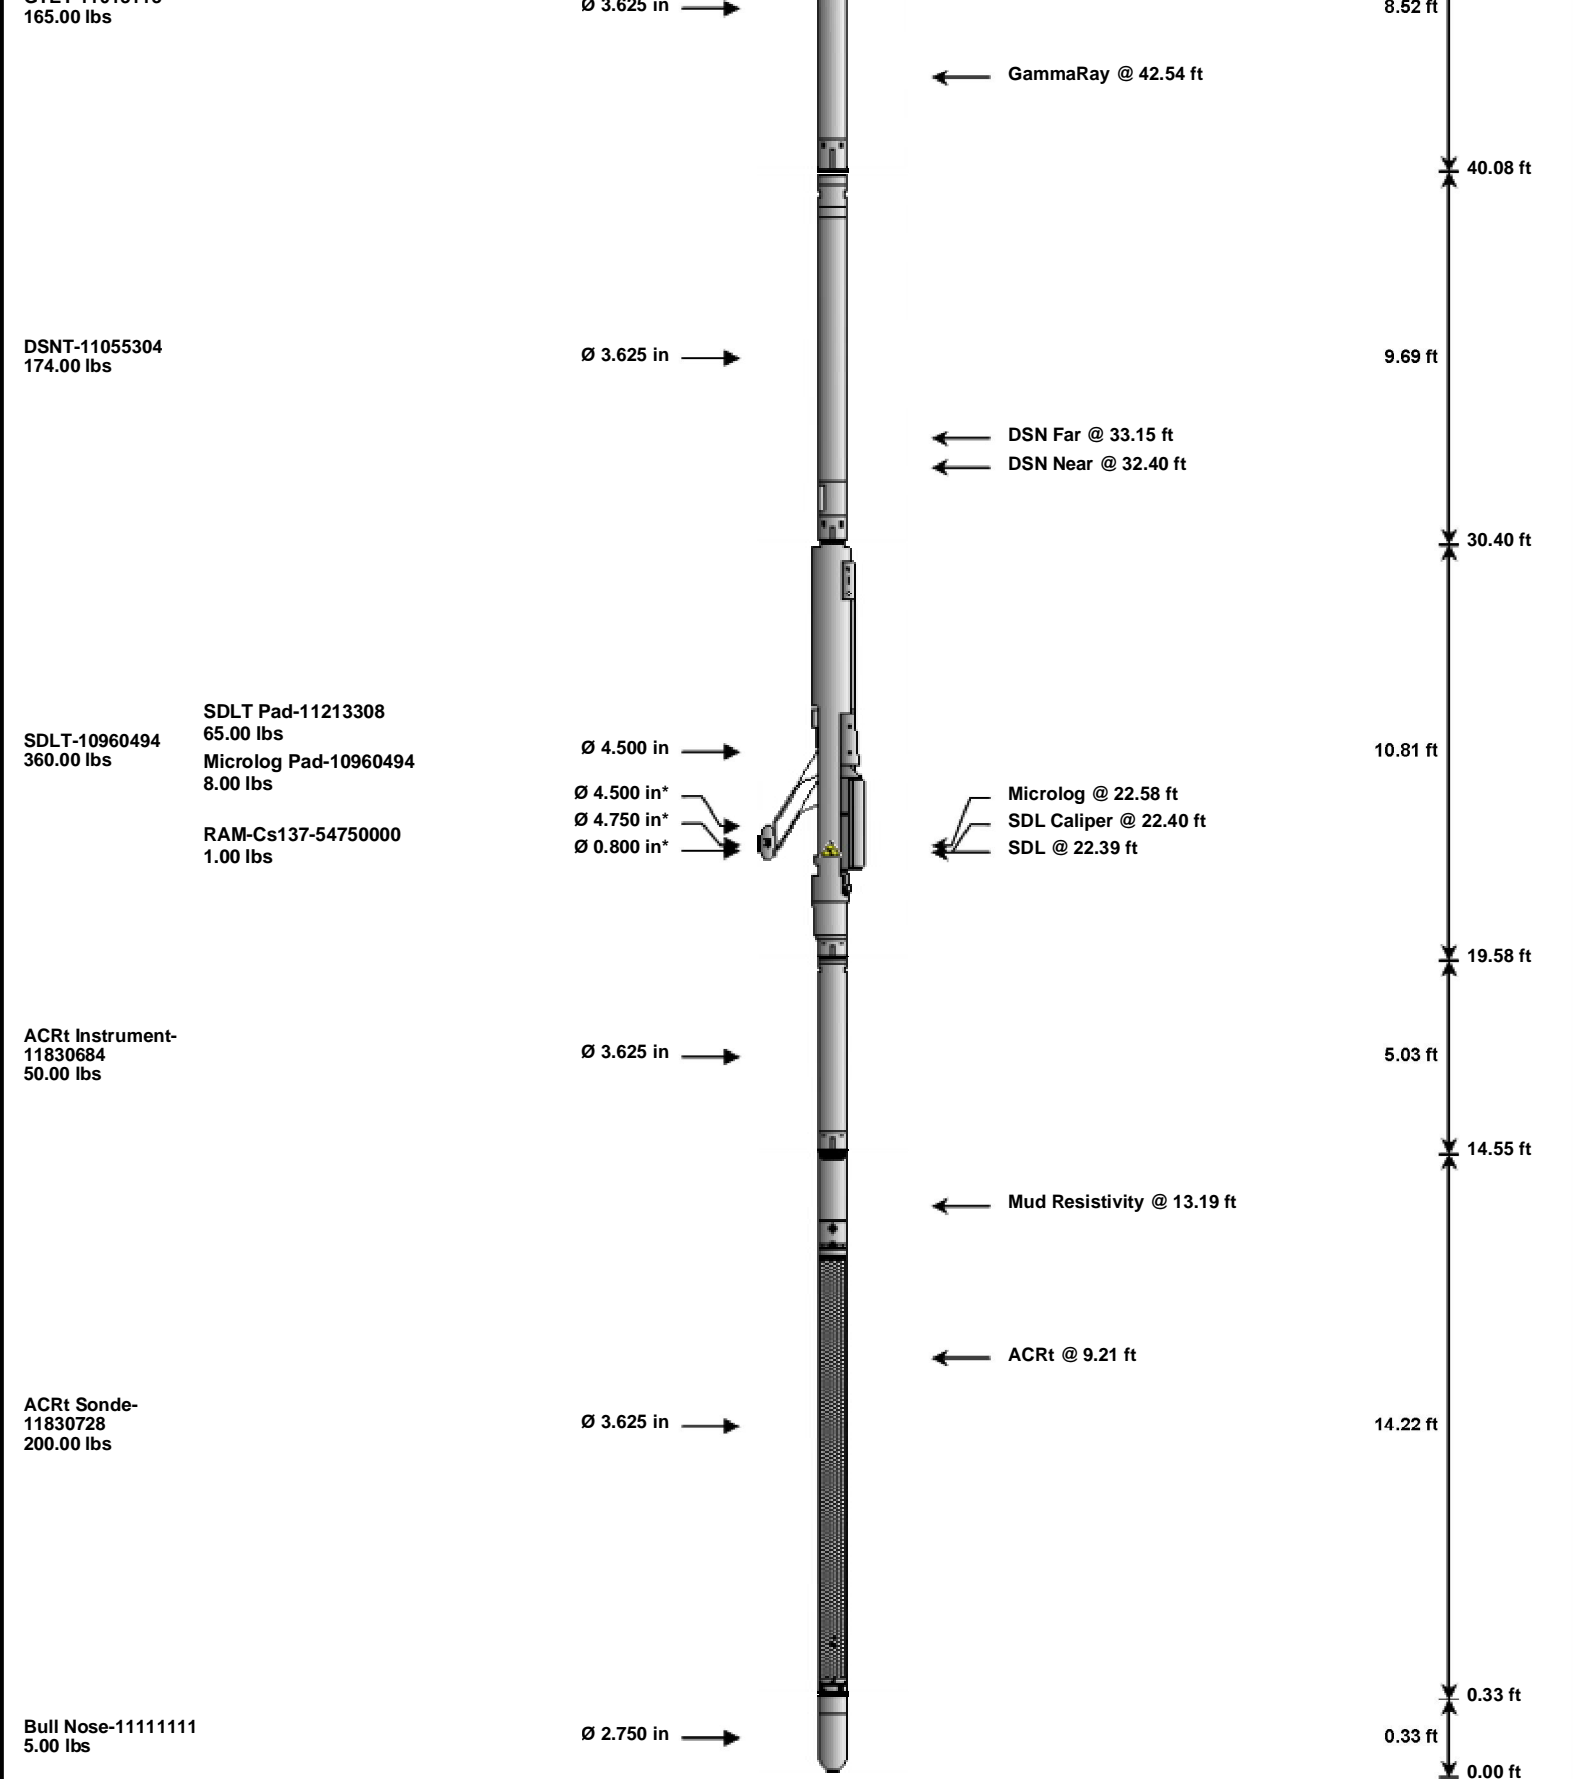 165.00 lbs
Ø 3.625 in
8.52 ft
GammaRay @ 42.54 ft
40.08 ft
DSNT-11055304
174.00 lbs
Ø 3.625 in
9.69 ft
DSN Far @ 33.15 ft
DSN Near @ 32.40 ft
30.40 ft
SDLT-10960494
360.00 lbs
SDLT Pad-11213308
65.00 lbs
Microlog Pad-10960494
8.00 lbs
RAM-Cs137-54750000
1.00 lbs
Ø 4.500 in
Ø 4.500 in*
Ø 4.750 in*
Ø 0.800 in*
10.81 ft
Microlog @ 22.58 ft
SDL Caliper @ 22.40 ft
SDL @ 22.39 ft
19.58 ft
ACRt Instrument-
11830684
50.00 lbs
Ø 3.625 in
5.03 ft
14.55 ft
Mud Resistivity @ 13.19 ft
ACRt @ 9.21 ft
ACRt Sonde-
11830728
200.00 lbs
Ø 3.625 in
14.22 ft
0.33 ft
Bull Nose-11111111
5.00 lbs
Ø 2.750 in
0.33 ft
0.00 ft